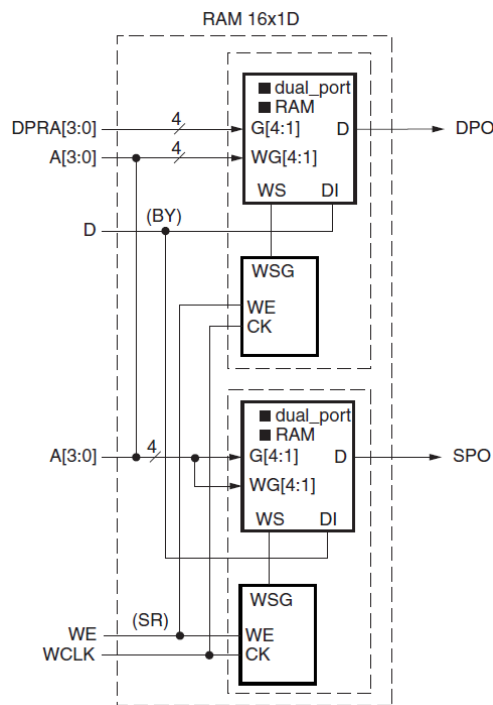 RAM 16x1D
dual_port
RAM
DPRA[3:0]
4
G[4:1]
D
DPO
A[3:0]
4
WG[4:1]
WS
DI
D
(BY)
WSG
WE
CK
dual_port
RAM
A[3:0]
4
G[4:1]
D
SPO
WG[4:1]
WS
DI
WSG
WE
(SR)
WE
WCLK
CK